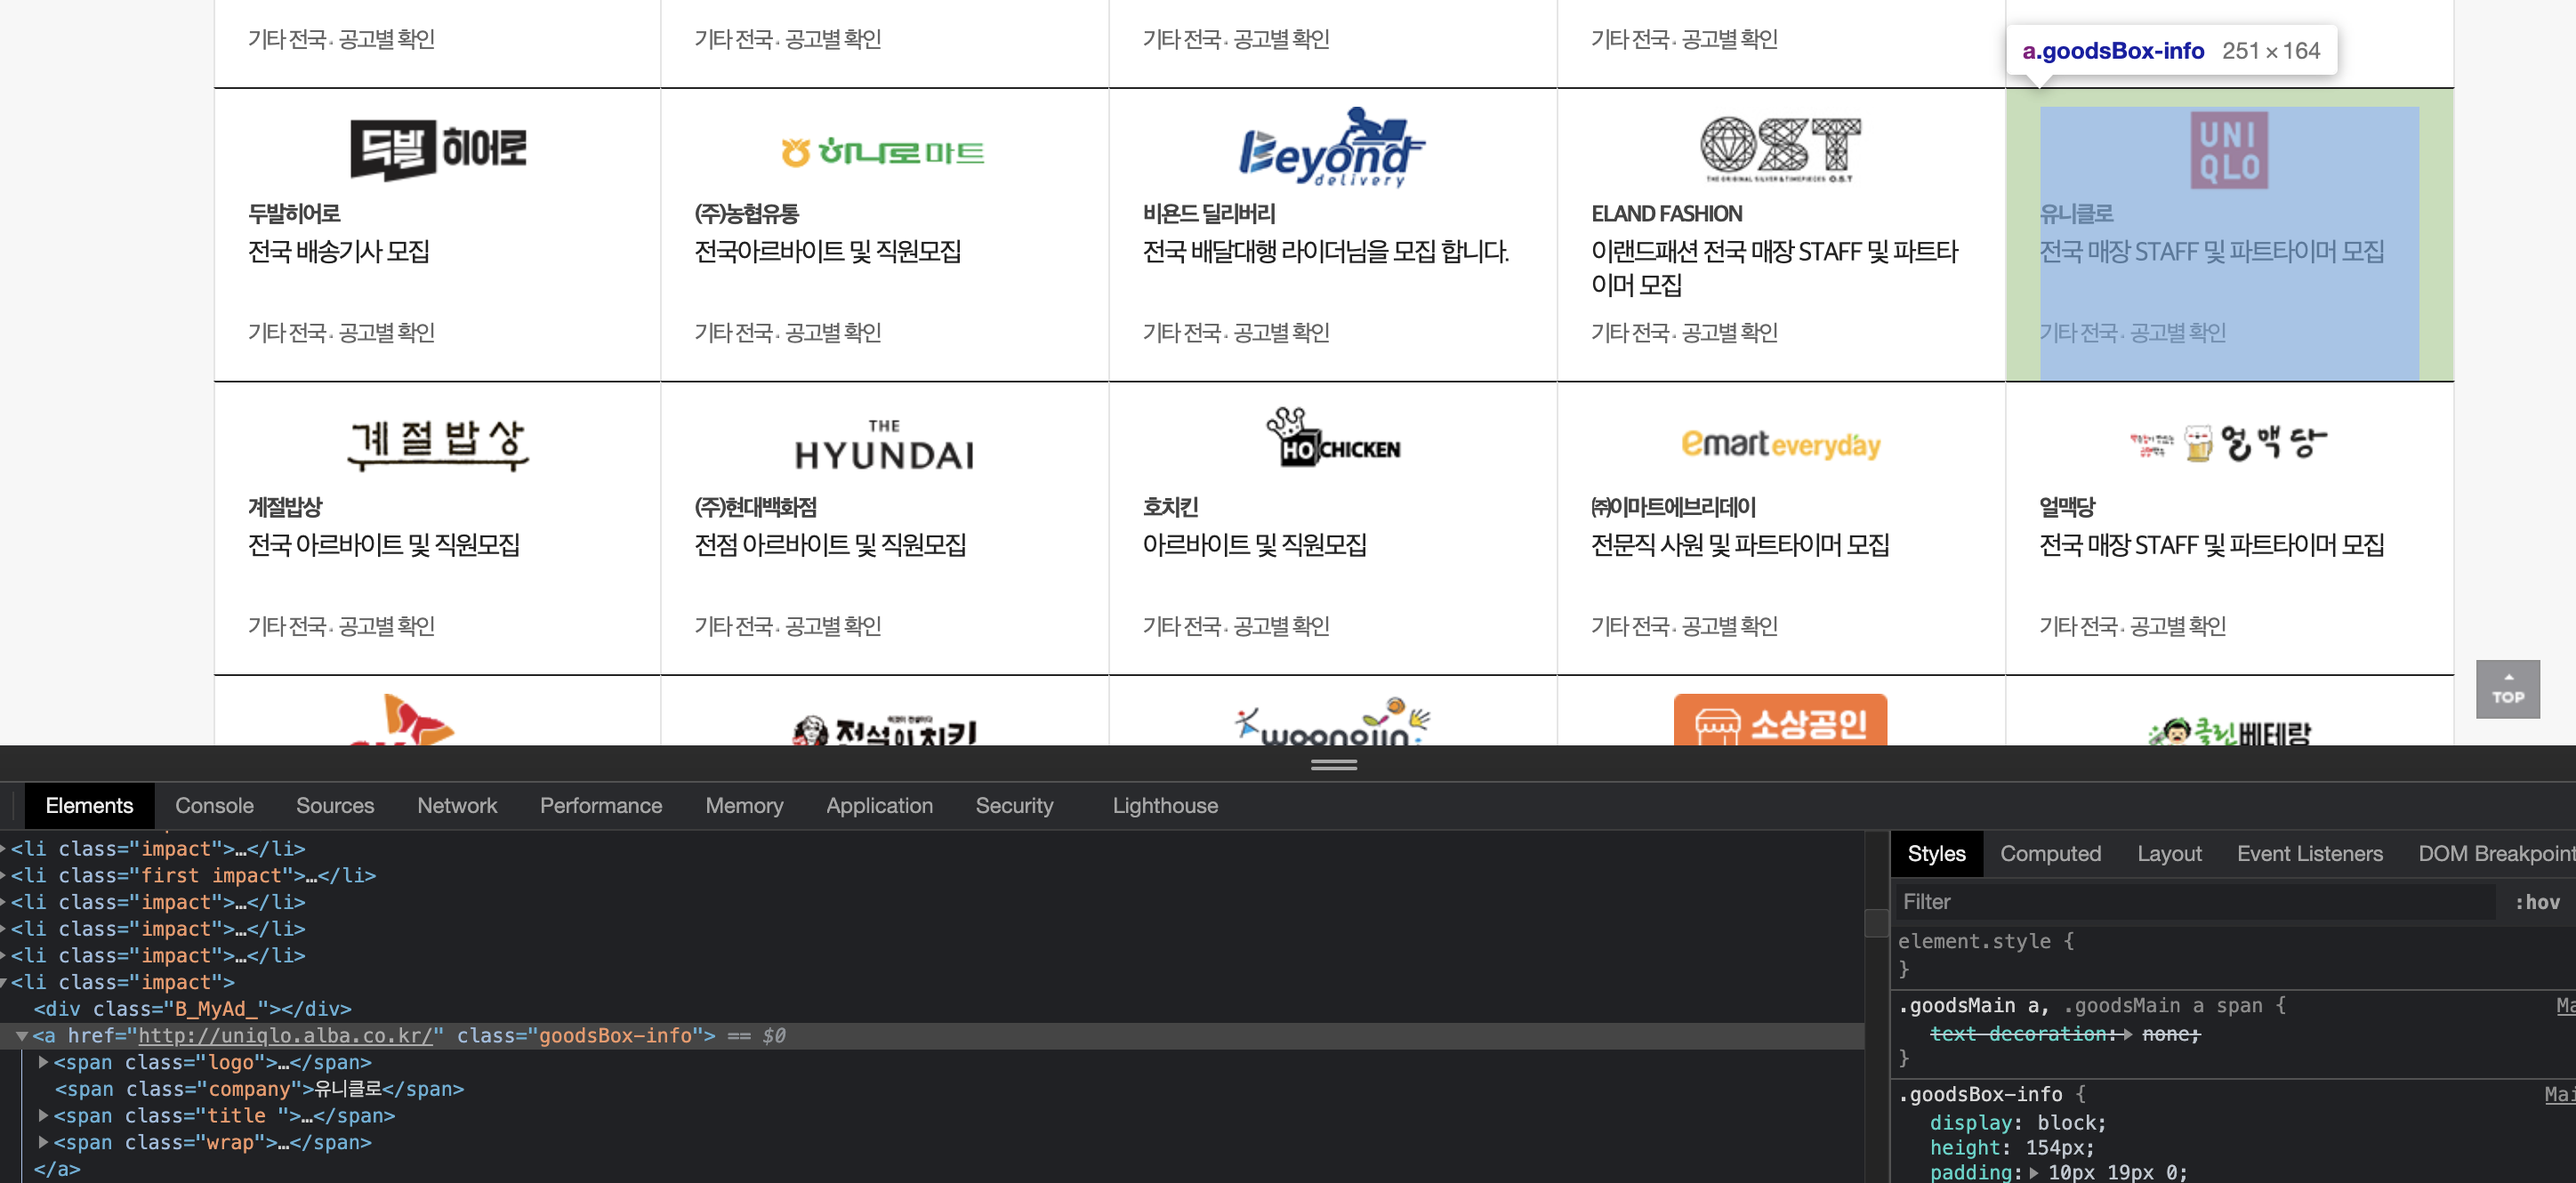 기타 전국 · 공고별 확인
기타 전국 · 공고별 확인
기타 전국 · 공고별 확인
기타 전국 · 공고별 확인
a.goodsBox-info 251 × 164
두발 히어로
두발히어로
전국 배송기사 모집
기타 전국 · 공고별 확인
하나로마트
(주)농협유통
전국아르바이트 및 직원모집
기타 전국 · 공고별 확인
Beyond
delivery
비욘드 딜리버리
전국 배달대행 라이더님을 모집 합니다.
기타 전국 · 공고별 확인
OST
THE ORIGINAL SILVER & TIMEPIECES O.S.T
ELAND FASHION
이랜드패션 전국 매장 STAFF 및 파트타
이머 모집
기타 전국 · 공고별 확인
UNI
QLO
유니클로
전국 매장 STAFF 및 파트타이머 모집
기타 전국 · 공고별 확인
계절밥상
계절밥상
전국 아르바이트 및 직원모집
기타 전국 · 공고별 확인
THE
HYUNDAI
(주)현대백화점
전점 아르바이트 및 직원모집
기타 전국 · 공고별 확인
HO CHICKEN
호치킨
아르바이트 및 직원모집
기타 전국 · 공고별 확인
emart everyday
㈜이마트에브리데이
전문직 사원 및 파트타이머 모집
기타 전국 · 공고별 확인
얼맥당
얼맥당
전국 매장 STAFF 및 파트타이머 모집
기타 전국 · 공고별 확인
TOP
SK
전설의치킨
woongjin
소상공인
클린베테랑
Elements Console Sources Network Performance Memory Application Security Lighthouse
<li class="impact">…</li>
<li class="first impact">…</li>
<li class="impact">…</li>
<li class="impact">…</li>
<li class="impact">…</li>
<li class="impact">
<div class="B_MyAd_"></div>
<a href="http://uniqlo.alba.co.kr/" class="goodsBox-info"> == $0
<span class="logo">…</span>
<span class="company">유니클로</span>
<span class="title ">…</span>
<span class="wrap">…</span>
</a>
Styles Computed Layout Event Listeners DOM Breakpoint
Filter :hov
element.style {
}
.goodsMain a, .goodsMain a span { Ma
text-decoration: none;
}
.goodsBox-info { Mai
display: block;
height: 154px;
padding: 10px 19px 0;